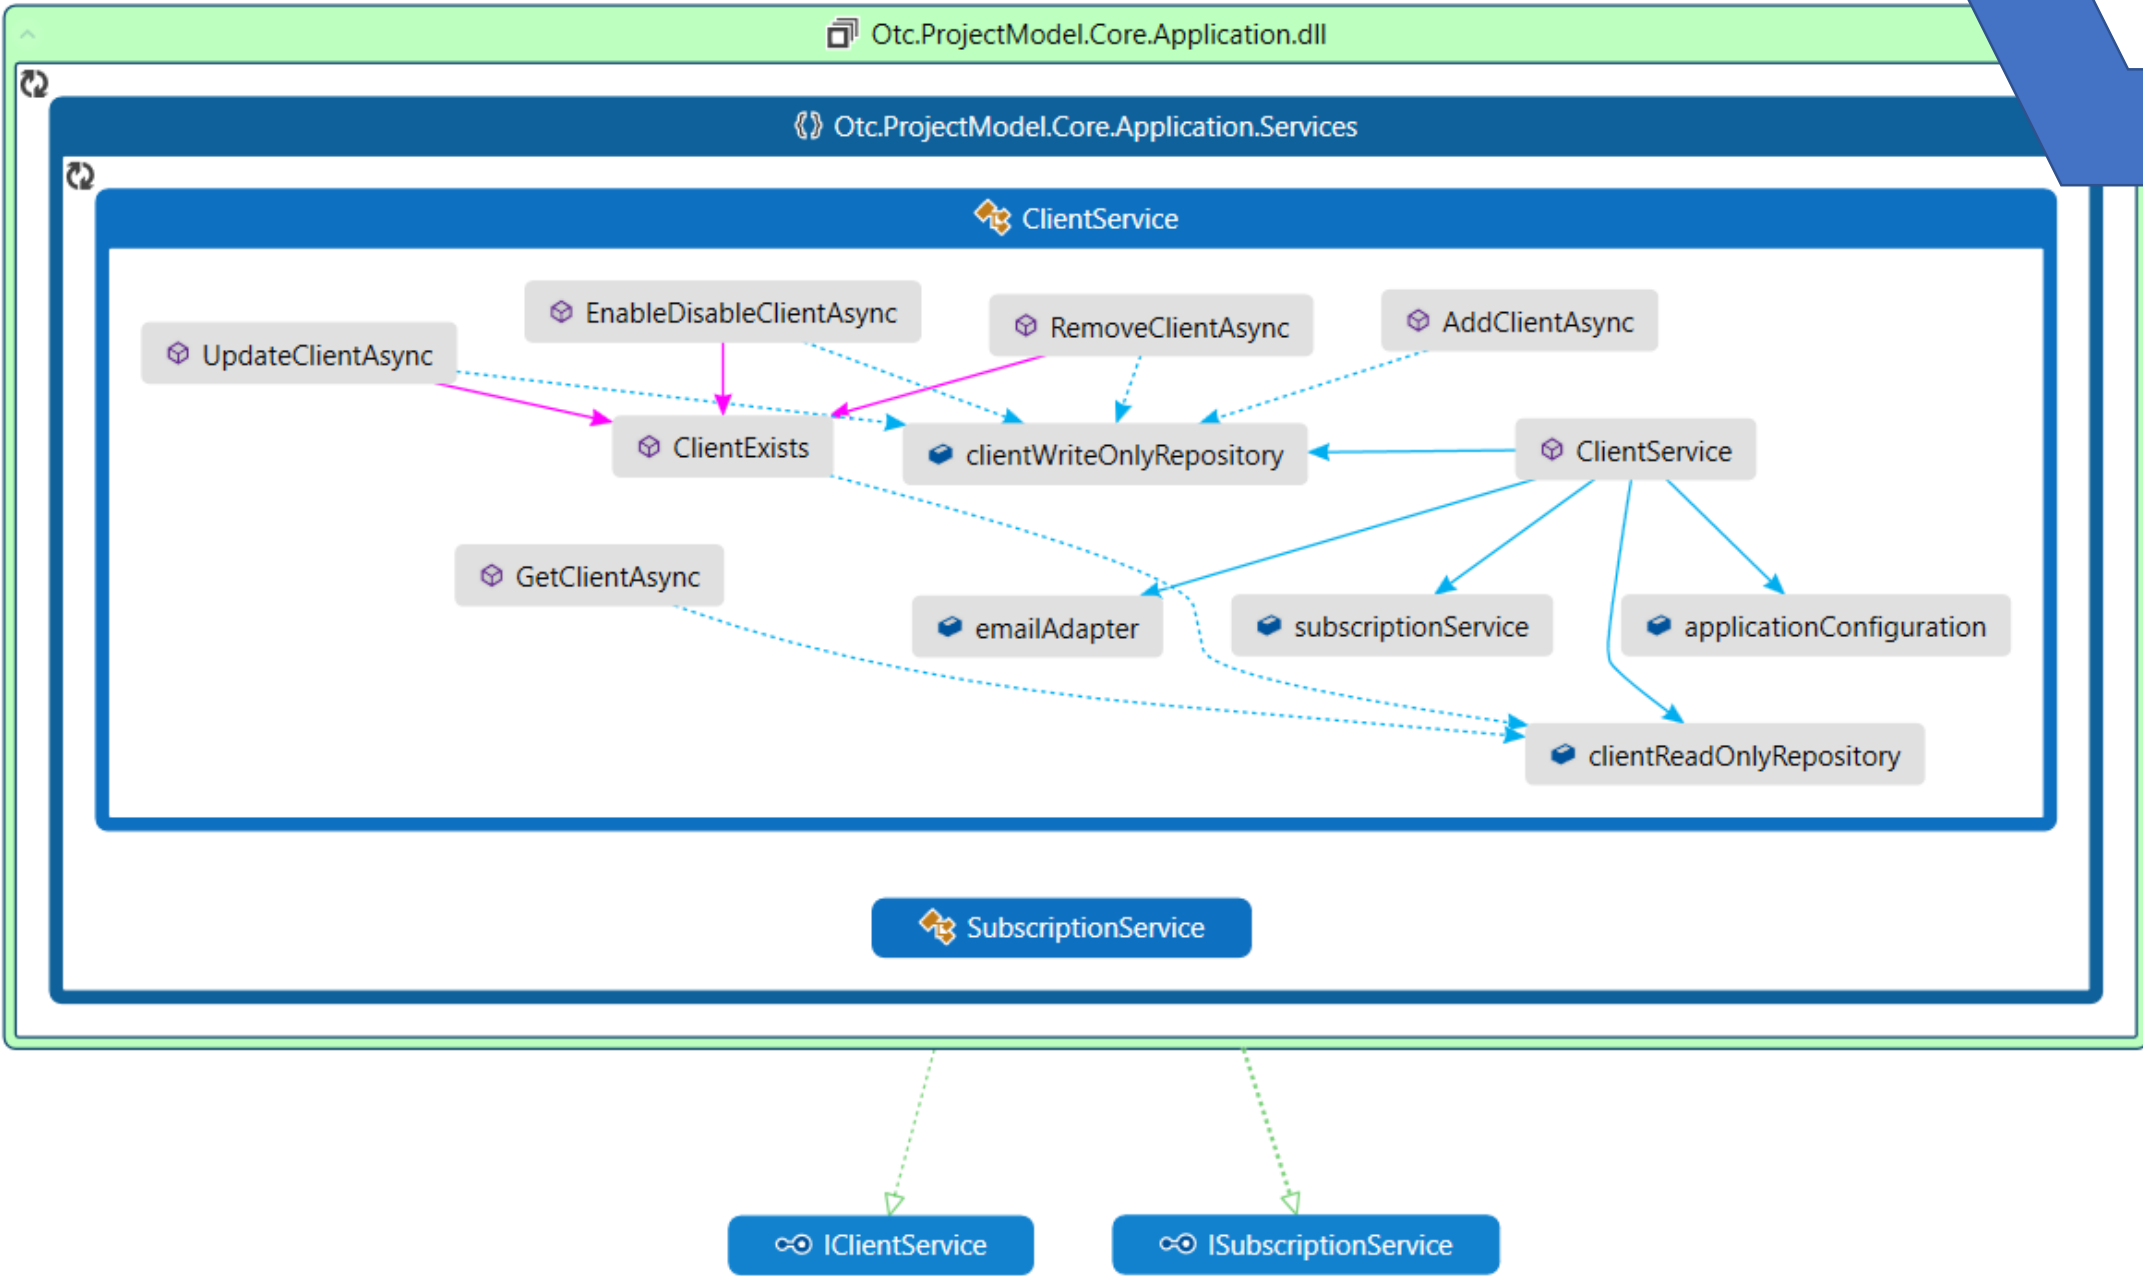 Otc.ProjectModel.Core.Application.dll
Otc.ProjectModel.Core.Application.Services
ClientService
EnableDisableClientAsync
RemoveClientAsync
AddClientAsync
UpdateClientAsync
ClientExists
clientWriteOnlyRepository
ClientService
GetClientAsync
emailAdapter
subscriptionService
applicationConfiguration
clientReadOnlyRepository
SubscriptionService
IClientService
ISubscriptionService